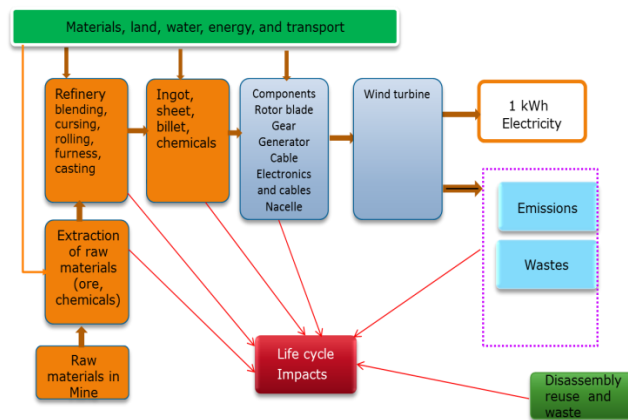 Materials, land, water, energy, and transport
Refinery
blending,
cursing,
rolling,
furness,
casting
Ingot,
sheet,
billet,
chemicals
Components
Rotor blade
Gear
Generator
Cable
Electronics
and cables
Nacelle
Wind turbine
1 kWh
Electricity
Emissions
Wastes
Extraction
of raw
materials
(ore,
chemicals)
Raw
materials in
Mine
Life cycle
Impacts
Disassembly
reuse and
waste